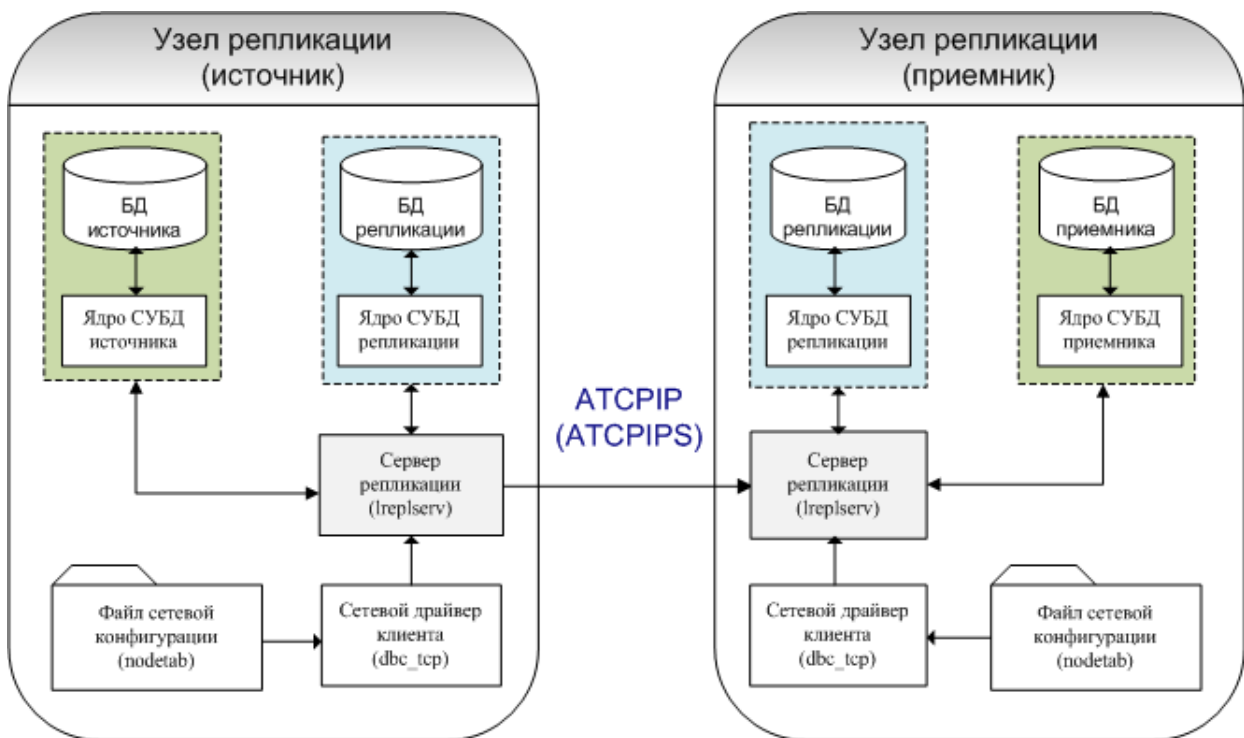 Узел репликации
(источник)
БД
источника
Ядро СУБД
источника
БД
репликации
Ядро СУБД
репликации
Сервер
репликации
(lreplserv)
Файл сетевой
конфигурации
(nodetab)
Сетевой драйвер
клиента
(dbc_tcp)
ATCPIP
(ATCPIPS)
Узел репликации
(приемник)
БД
репликации
Ядро СУБД
репликации
БД
приемника
Ядро СУБД
приемника
Сервер
репликации
(lreplserv)
Сетевой драйвер
клиента
(dbc_tcp)
Файл сетевой
конфигурации
(nodetab)